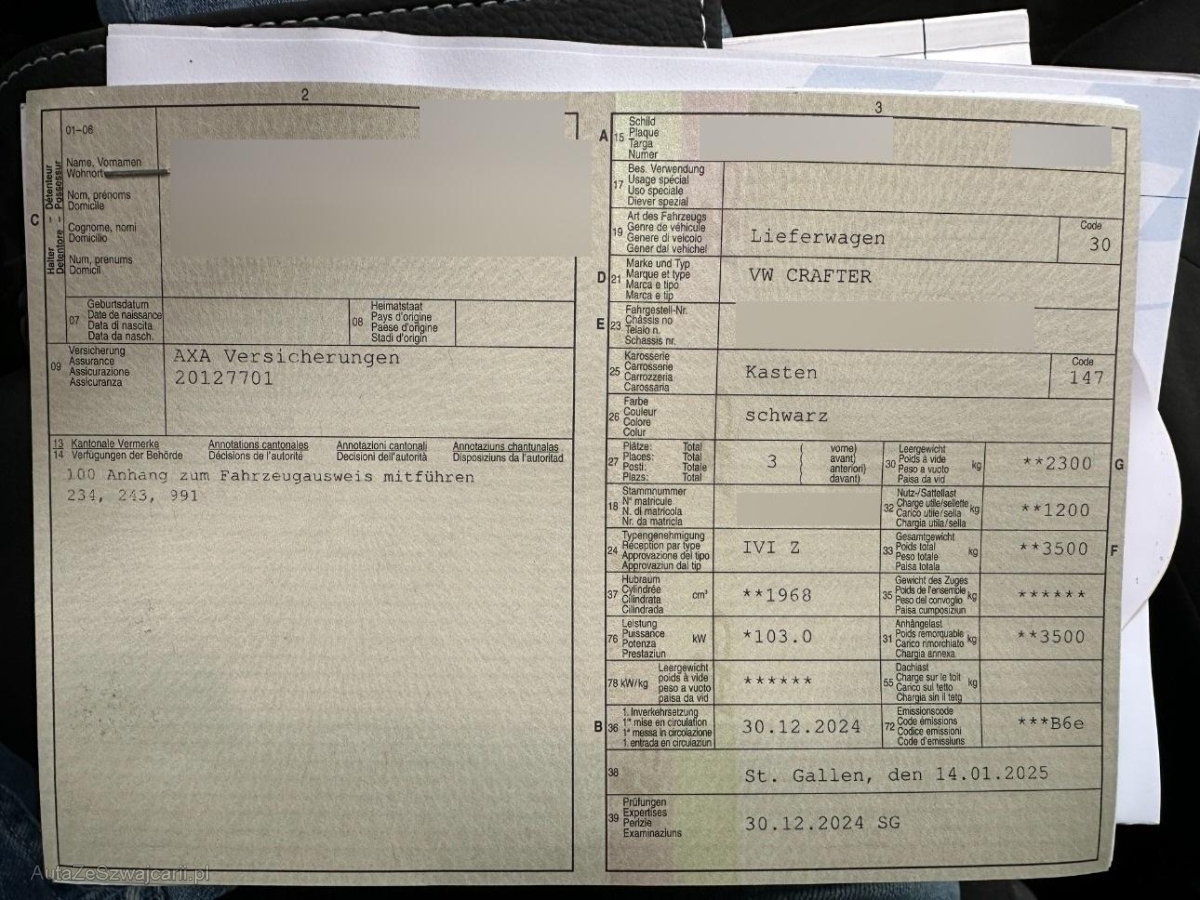 2
01-06
Name, Vornamen
Wohnort
Nom, prénoms
Domicile
Cognome, nomi
Domicilio
Num, prenums
Domicil
C
Halter – Détenteur
Detentore – Possessur
07
Geburtsdatum
Date de naissance
Data di nascita
Data da nasch.
08
Heimatstaat
Pays d'origine
Paese d'origine
Stadi d'origin
09
Versicherung
Assurance
Assicurazione
Assicuranza
AXA Versicherungen
20127701
13 Kantonale Vermerke Annotations cantonales Annotazioni cantonali Annotaziuns chantunalas
14 Verfügungen der Behörde Décisions de l'autorité Decisioni dell'autorità Disposiziuns da l'autoritad
100 Anhang zum Fahrzeugausweis mitführen
234, 243, 991
3
A 15
Schild
Plaque
Targa
Numer
17
Bes. Verwendung
Usage spécial
Uso speciale
Diever spezial
19
Art des Fahrzeugs
Genre de véhicule
Genere di veicolo
Gener dal vehichel
Lieferwagen
Code
30
D 21
Marke und Typ
Marque et type
Marca e tipo
Marca e tip
VW CRAFTER
E 23
Fahrgestell-Nr.
Châssis no
Telaio n.
Schassis nr.
25
Karosserie
Carrosserie
Carrozzeria
Carossaria
Kasten
Code
147
26
Farbe
Couleur
Colore
Colur
schwarz
27
Plätze: Total
Places: Total
Posti: Totale
Plazs: Total
3
( vorne)
( avant)
( anteriori)
( davant)
30
Leergewicht
Poids à vide
Peso a vuoto
Paisa da vid
kg
**2300
G
18
Stammnummer
N° matricule
N. di matricola
Nr. da matricla
32
Nutz-/Sattellast
Charge utile/sellette
Carico utile/sella
Chargia utila/sella
kg
**1200
24
Typengenehmigung
Réception par type
Approvazione del tipo
Approvaziun dal tip
IVI Z
33
Gesamtgewicht
Poids total
Peso totale
Paisa totala
kg
**3500
F
37
Hubraum
Cylindrée
Cilindrata
Cilindrada
cm³
**1968
35
Gewicht des Zuges
Poids de l'ensemble
Peso del convoglio
Paisa cumposiziun
kg
******
76
Leistung
Puissance
Potenza
Prestaziun
kW
*103.0
31
Anhängelast
Poids remorquable
Carico rimorchiato
Chargia annexa
kg
**3500
78 kW/kg
Leergewicht
poids à vide
peso a vuoto
paisa da vid
******
55
Dachlast
Charge sur le toit
Carico sul tetto
Chargia sin il tetg
kg
B 36
1. Inverkehrsetzung
1re mise en circulation
1a messa in circolazione
1. entrada en circulaziun
30.12.2024
72
Emissionscode
Code émissions
Codice emissioni
Code d'emissiuns
***B6e
38
St. Gallen, den 14.01.2025
39
Prüfungen
Expertises
Perizie
Examinaziuns
30.12.2024 SG
AutaZeSzwajcarii.pl